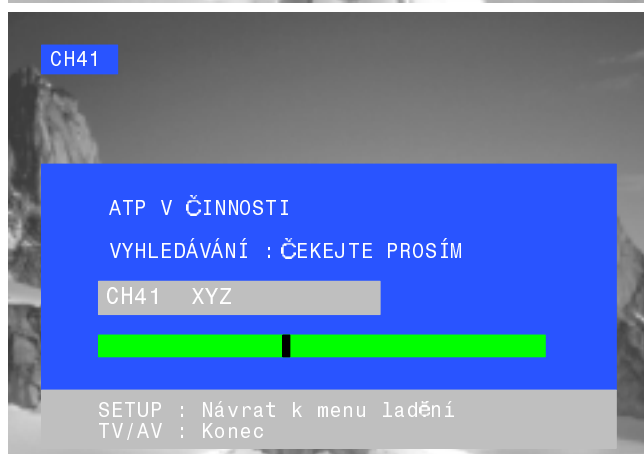 CH41
ATP V ČINNOSTI
VYHLEDÁVÁNÍ : ČEKEJTE PROSÍM
CH41 XYZ
SETUP : Návrat k menu ladění
TV/AV : Konec